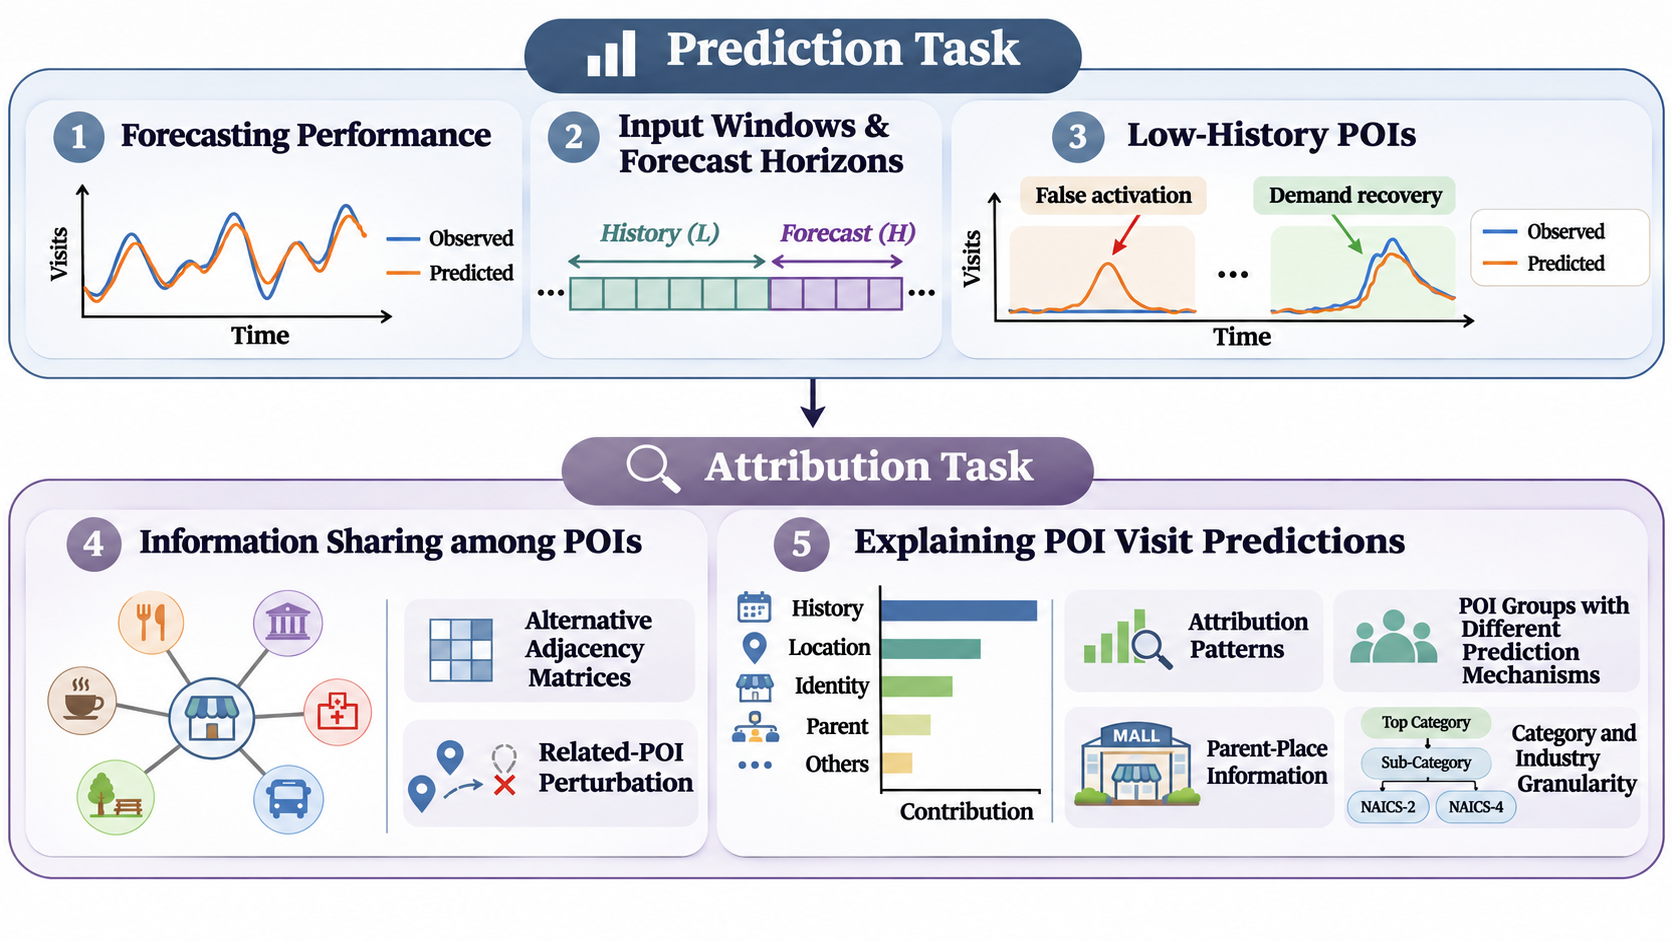 Prediction Task
1 Forecasting Performance
Visits
Observed
Predicted
Time
2 Input Windows &
Forecast Horizons
History (L)
Forecast (H)
3 Low-History POIs
False activation
Demand recovery
Visits
Observed
Predicted
Time
Attribution Task
4 Information Sharing among POIs
Alternative
Adjacency
Matrices
Related-POI
Perturbation
5 Explaining POI Visit Predictions
History
Location
Identity
Parent
Others
Contribution
Attribution
Patterns
POI Groups with
Different
Prediction
Mechanisms
MALL
Parent-Place
Information
Top Category
Sub-Category
NAICS-2
NAICS-4
Category and
Industry
Granularity